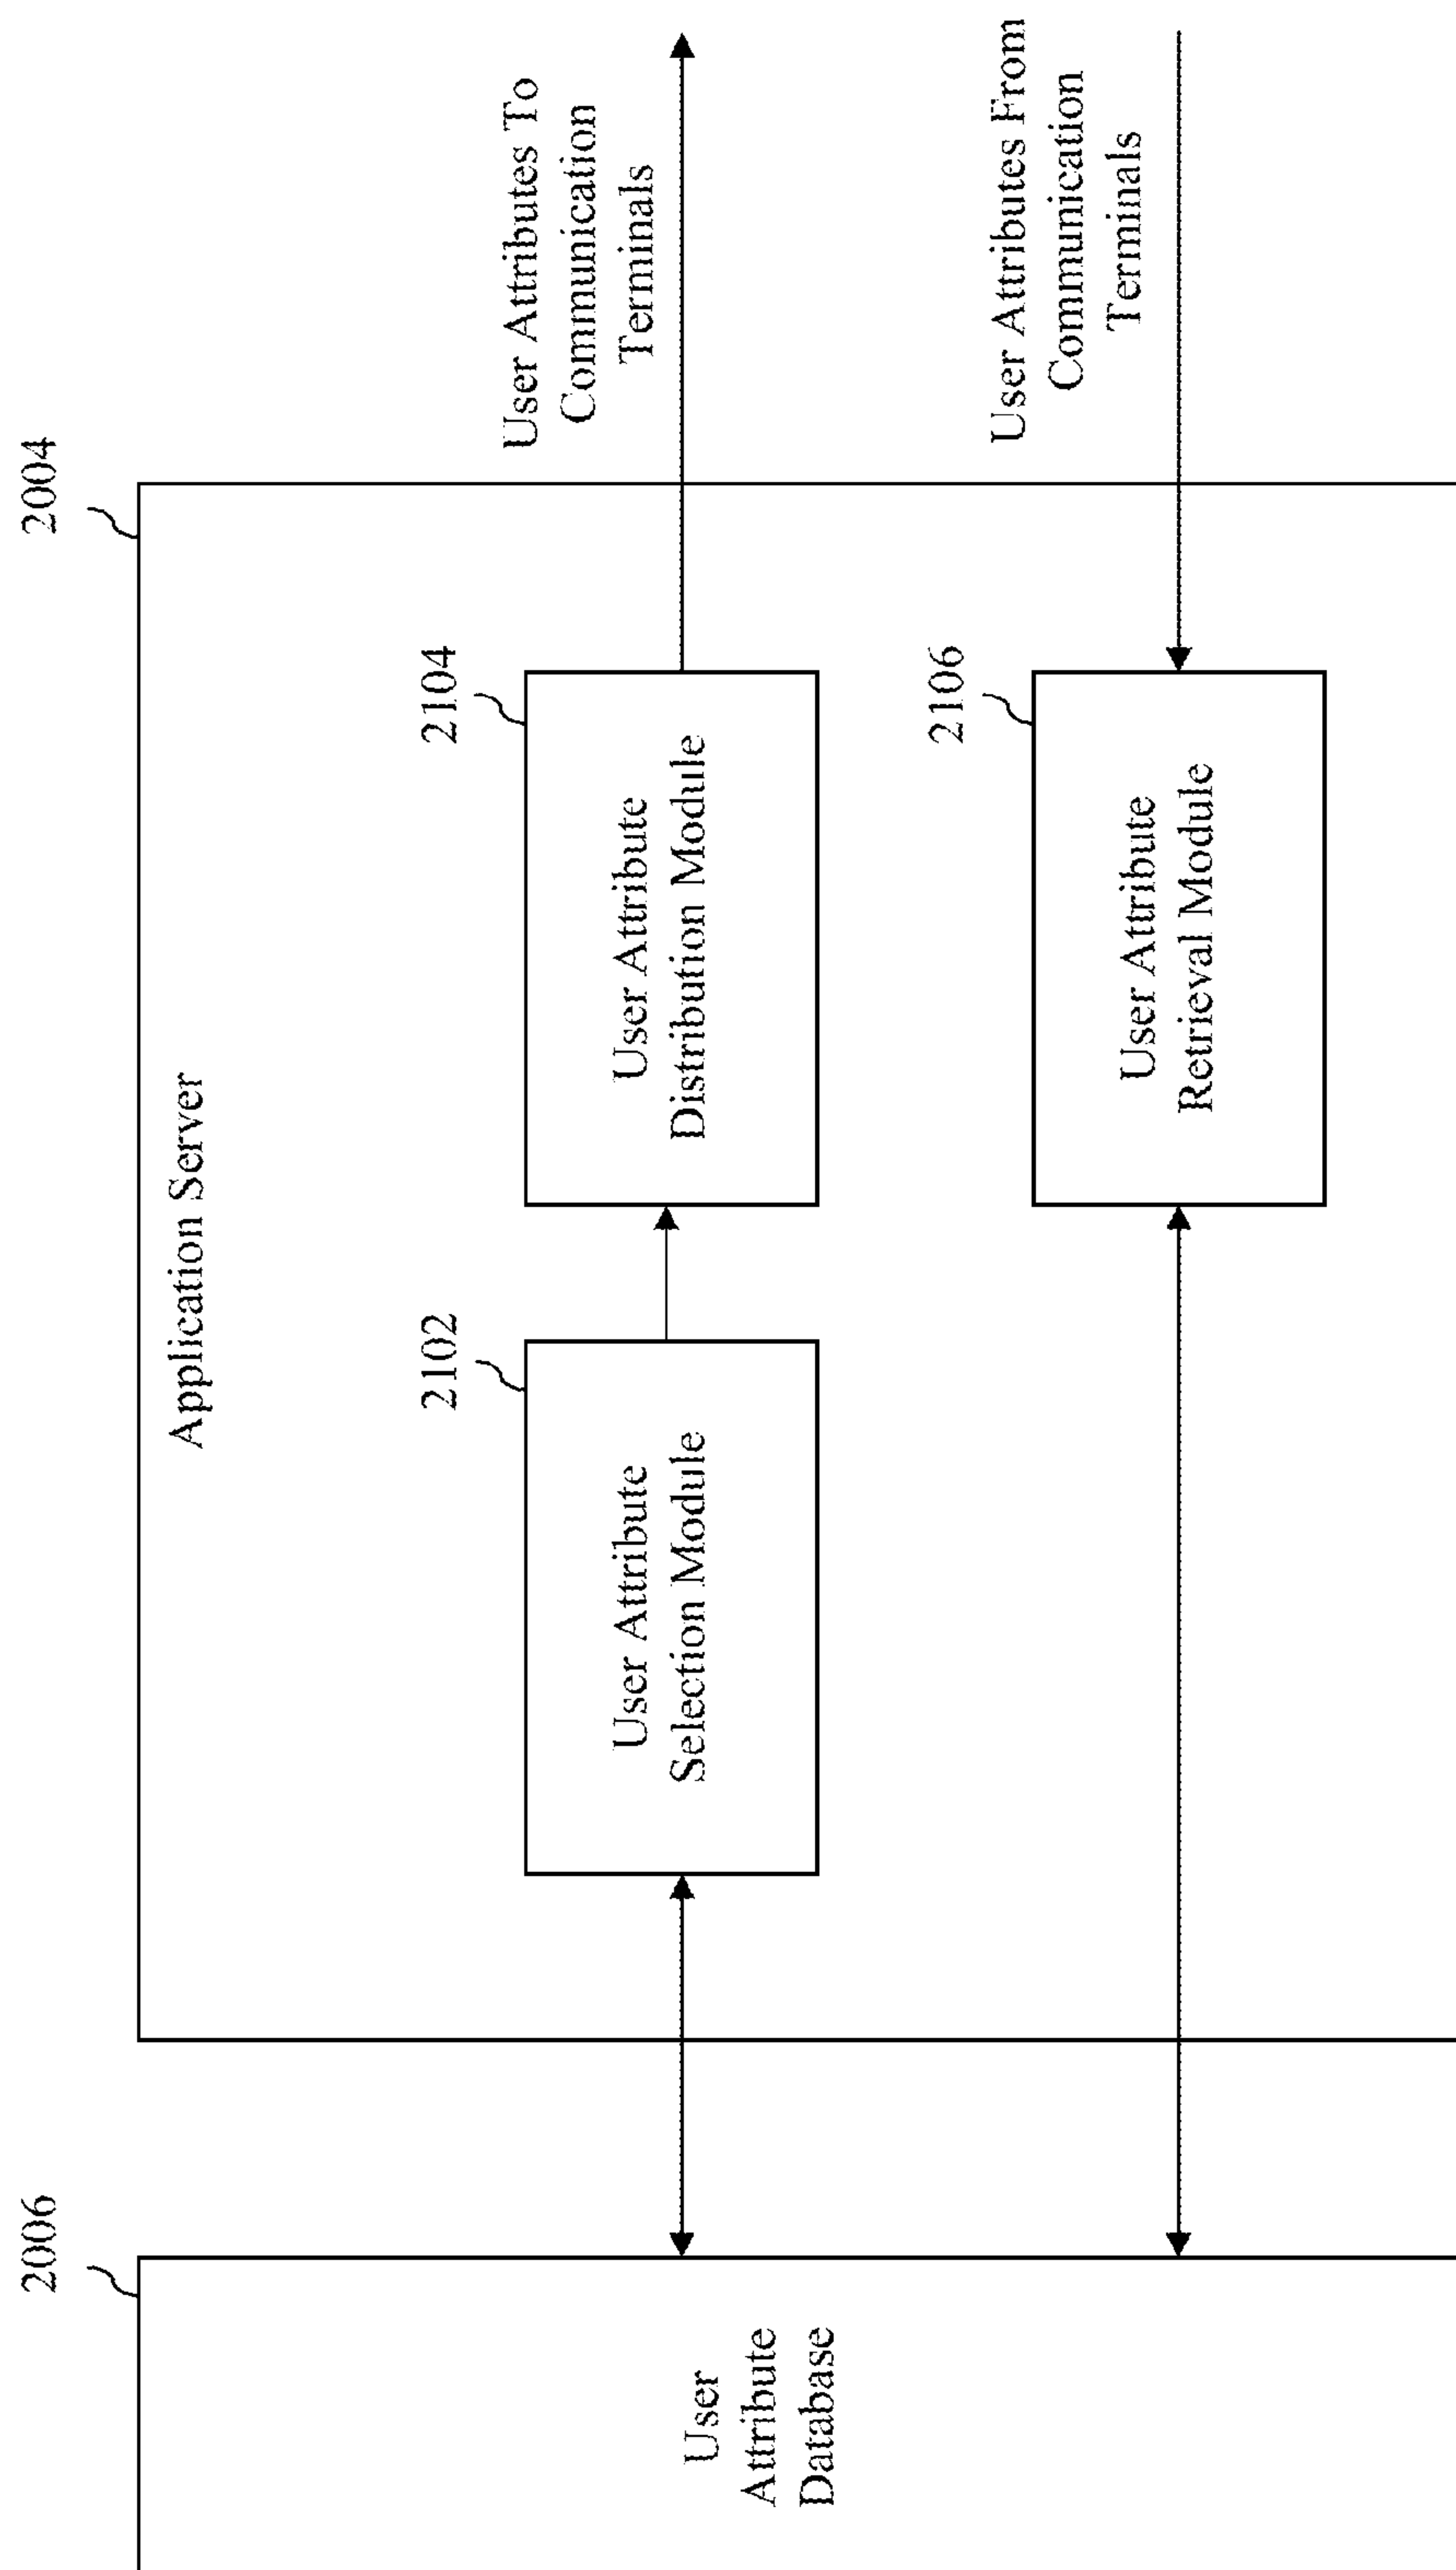 2006
User
Attribute
Database
2004
Application Server
2102
User Attribute
Selection Module
2104
User Attribute
Distribution Module
User Attributes To
Communication
Terminals
2106
User Attribute
Retrieval Module
User Attributes From
Communication
Terminals